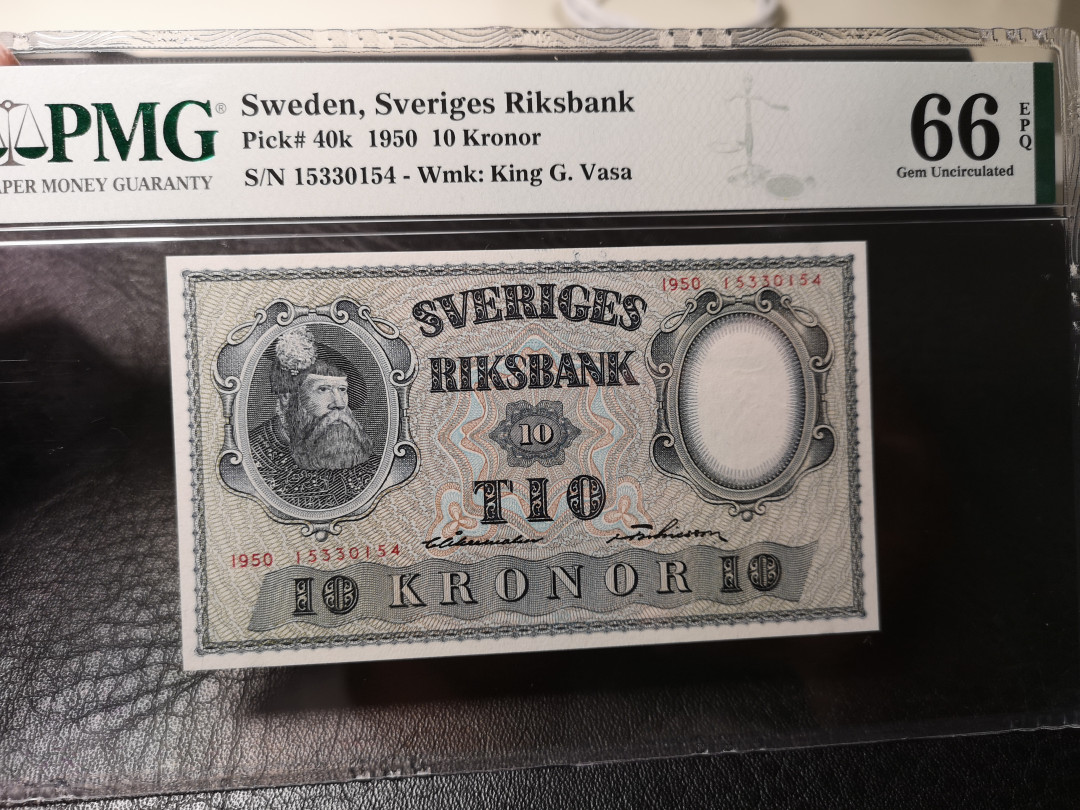 PMG®
APER MONEY GUARANTY
Sweden, Sveriges Riksbank
Pick# 40k 1950 10 Kronor
S/N 15330154 - Wmk: King G. Vasa
66 EPQ
Gem Uncirculated
1950 15330154
SVERIGES
RIKSBANK
10
TIO
1950 15330154
10 KRONOR 10